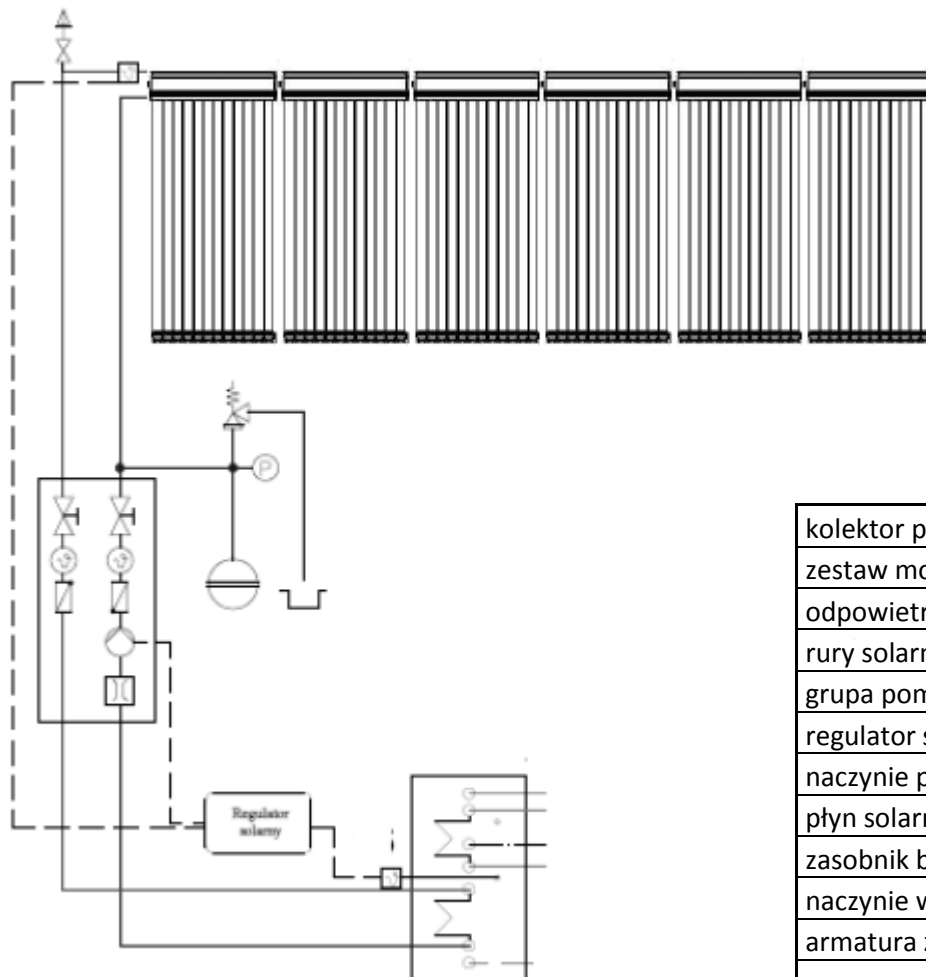 P
Regulator
solarny
kolektor p
zestaw mo
odpowietr
rury solarn
grupa pom
regulator s
naczynie p
płyn solarn
zasobnik b
naczynie w
armatura z